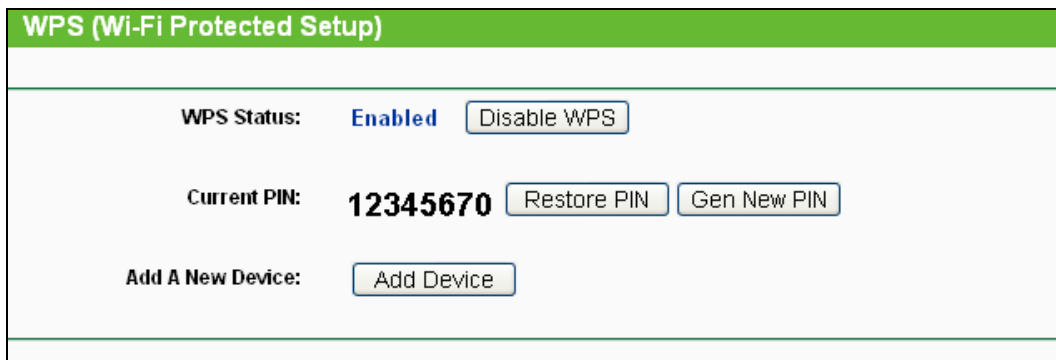 WPS (Wi-Fi Protected Setup)
WPS Status: Enabled Disable WPS
Current PIN: 12345670 Restore PIN Gen New PIN
Add A New Device: Add Device